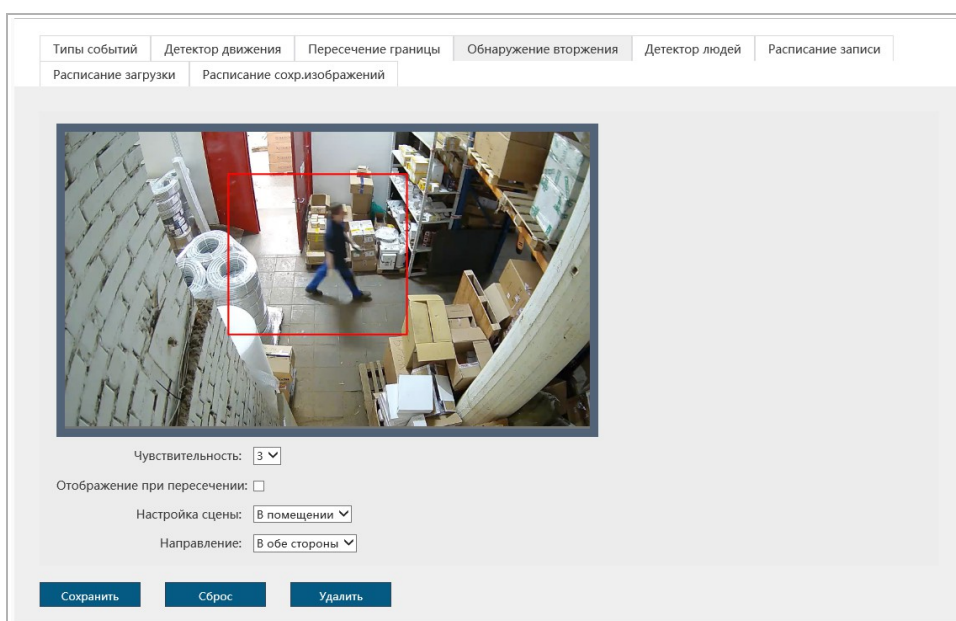 Типы событий Детектор движения Пересечение границы Обнаружение вторжения Детектор людей Расписание записи
Расписание загрузки Расписание сохр.изображений
Чувствительность: 3
Отображение при пересечении:
Настройка сцены: В помещении
Направление: В обе стороны
Сохранить Сброс Удалить